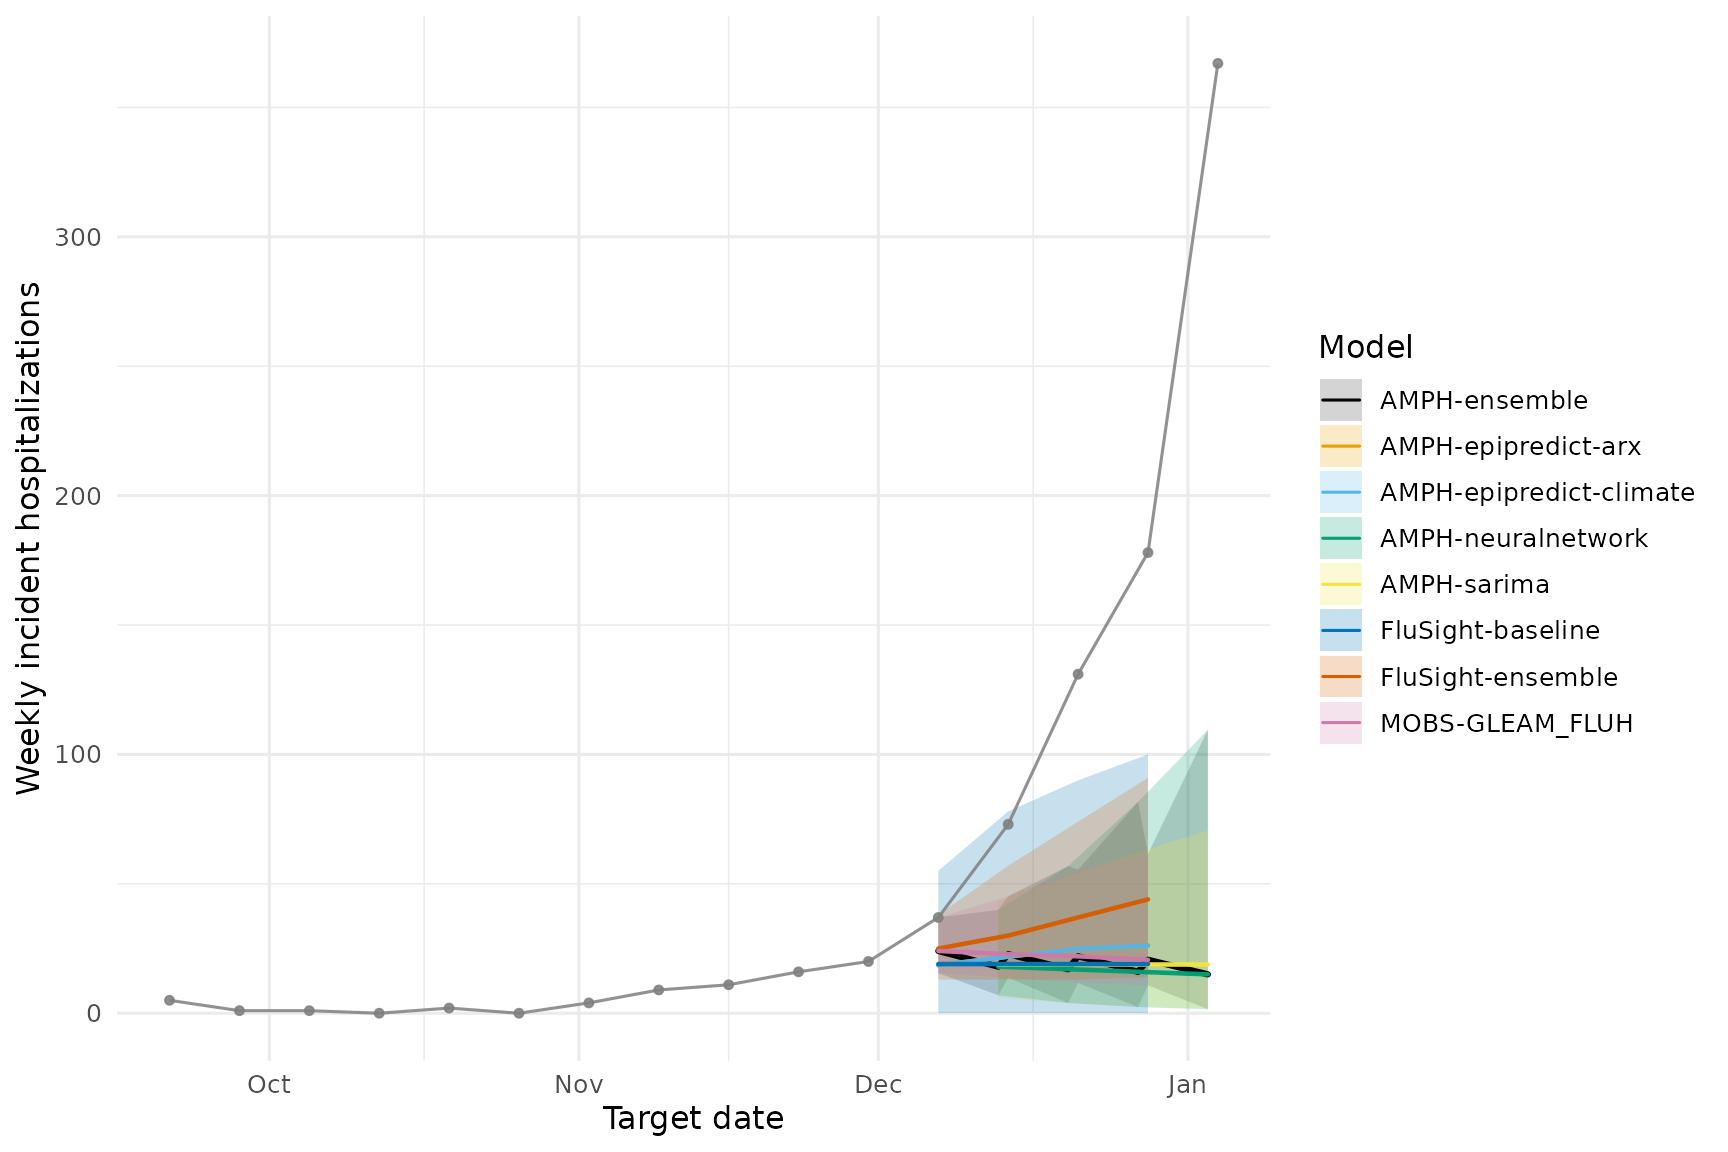 Weekly incident hospitalizations
300
200
100
0
Oct
Nov
Dec
Jan
Target date
Model
AMPH-ensemble
AMPH-epipredict-arx
AMPH-epipredict-climate
AMPH-neuralnetwork
AMPH-sarima
FluSight-baseline
FluSight-ensemble
MOBS-GLEAM_FLUH